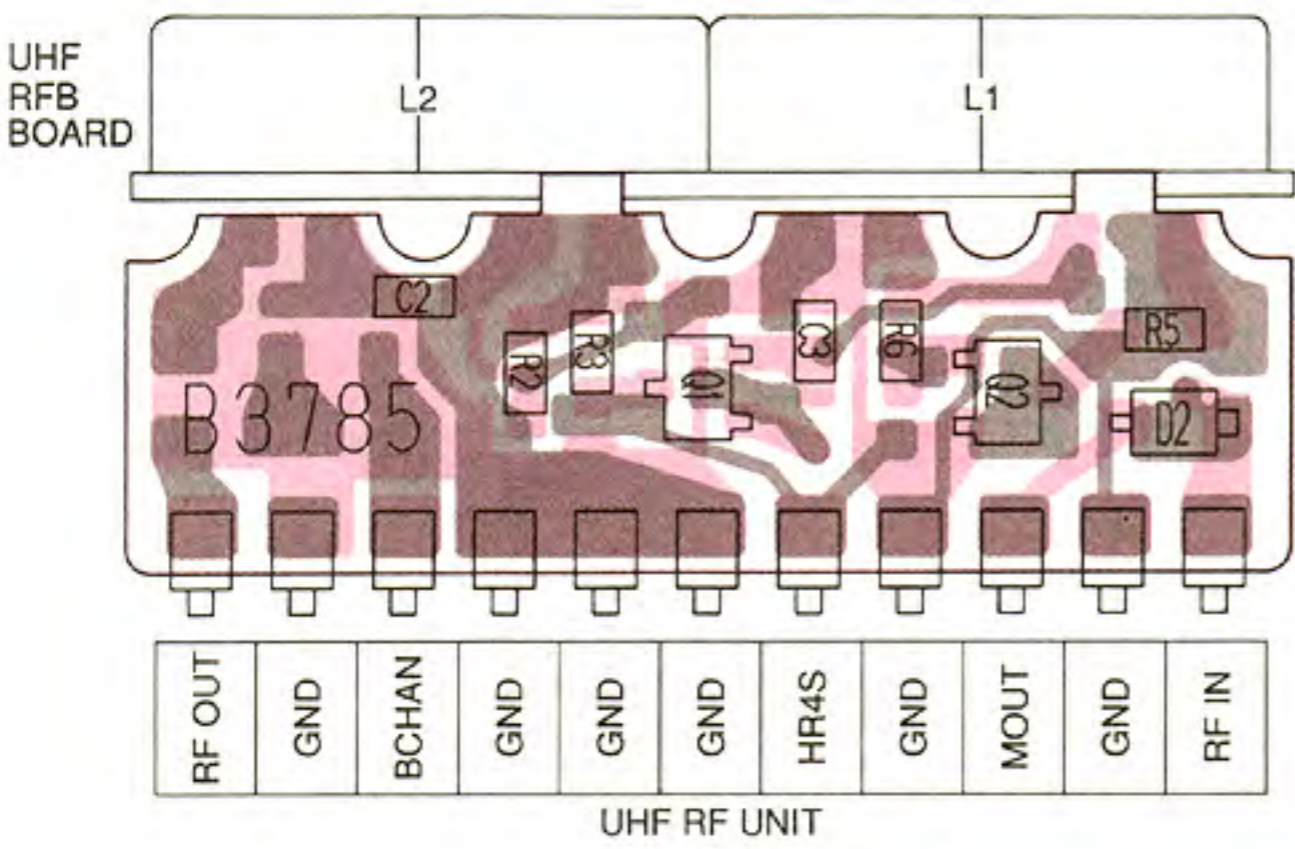 UHF
RFB
BOARD
L2
L1
C2
R2
R3
Q1
C3
R6
Q2
R5
D2
B3785
RF OUT
GND
BCHAN
GND
GND
GND
HR4S
GND
MOUT
GND
RF IN
UHF RF UNIT